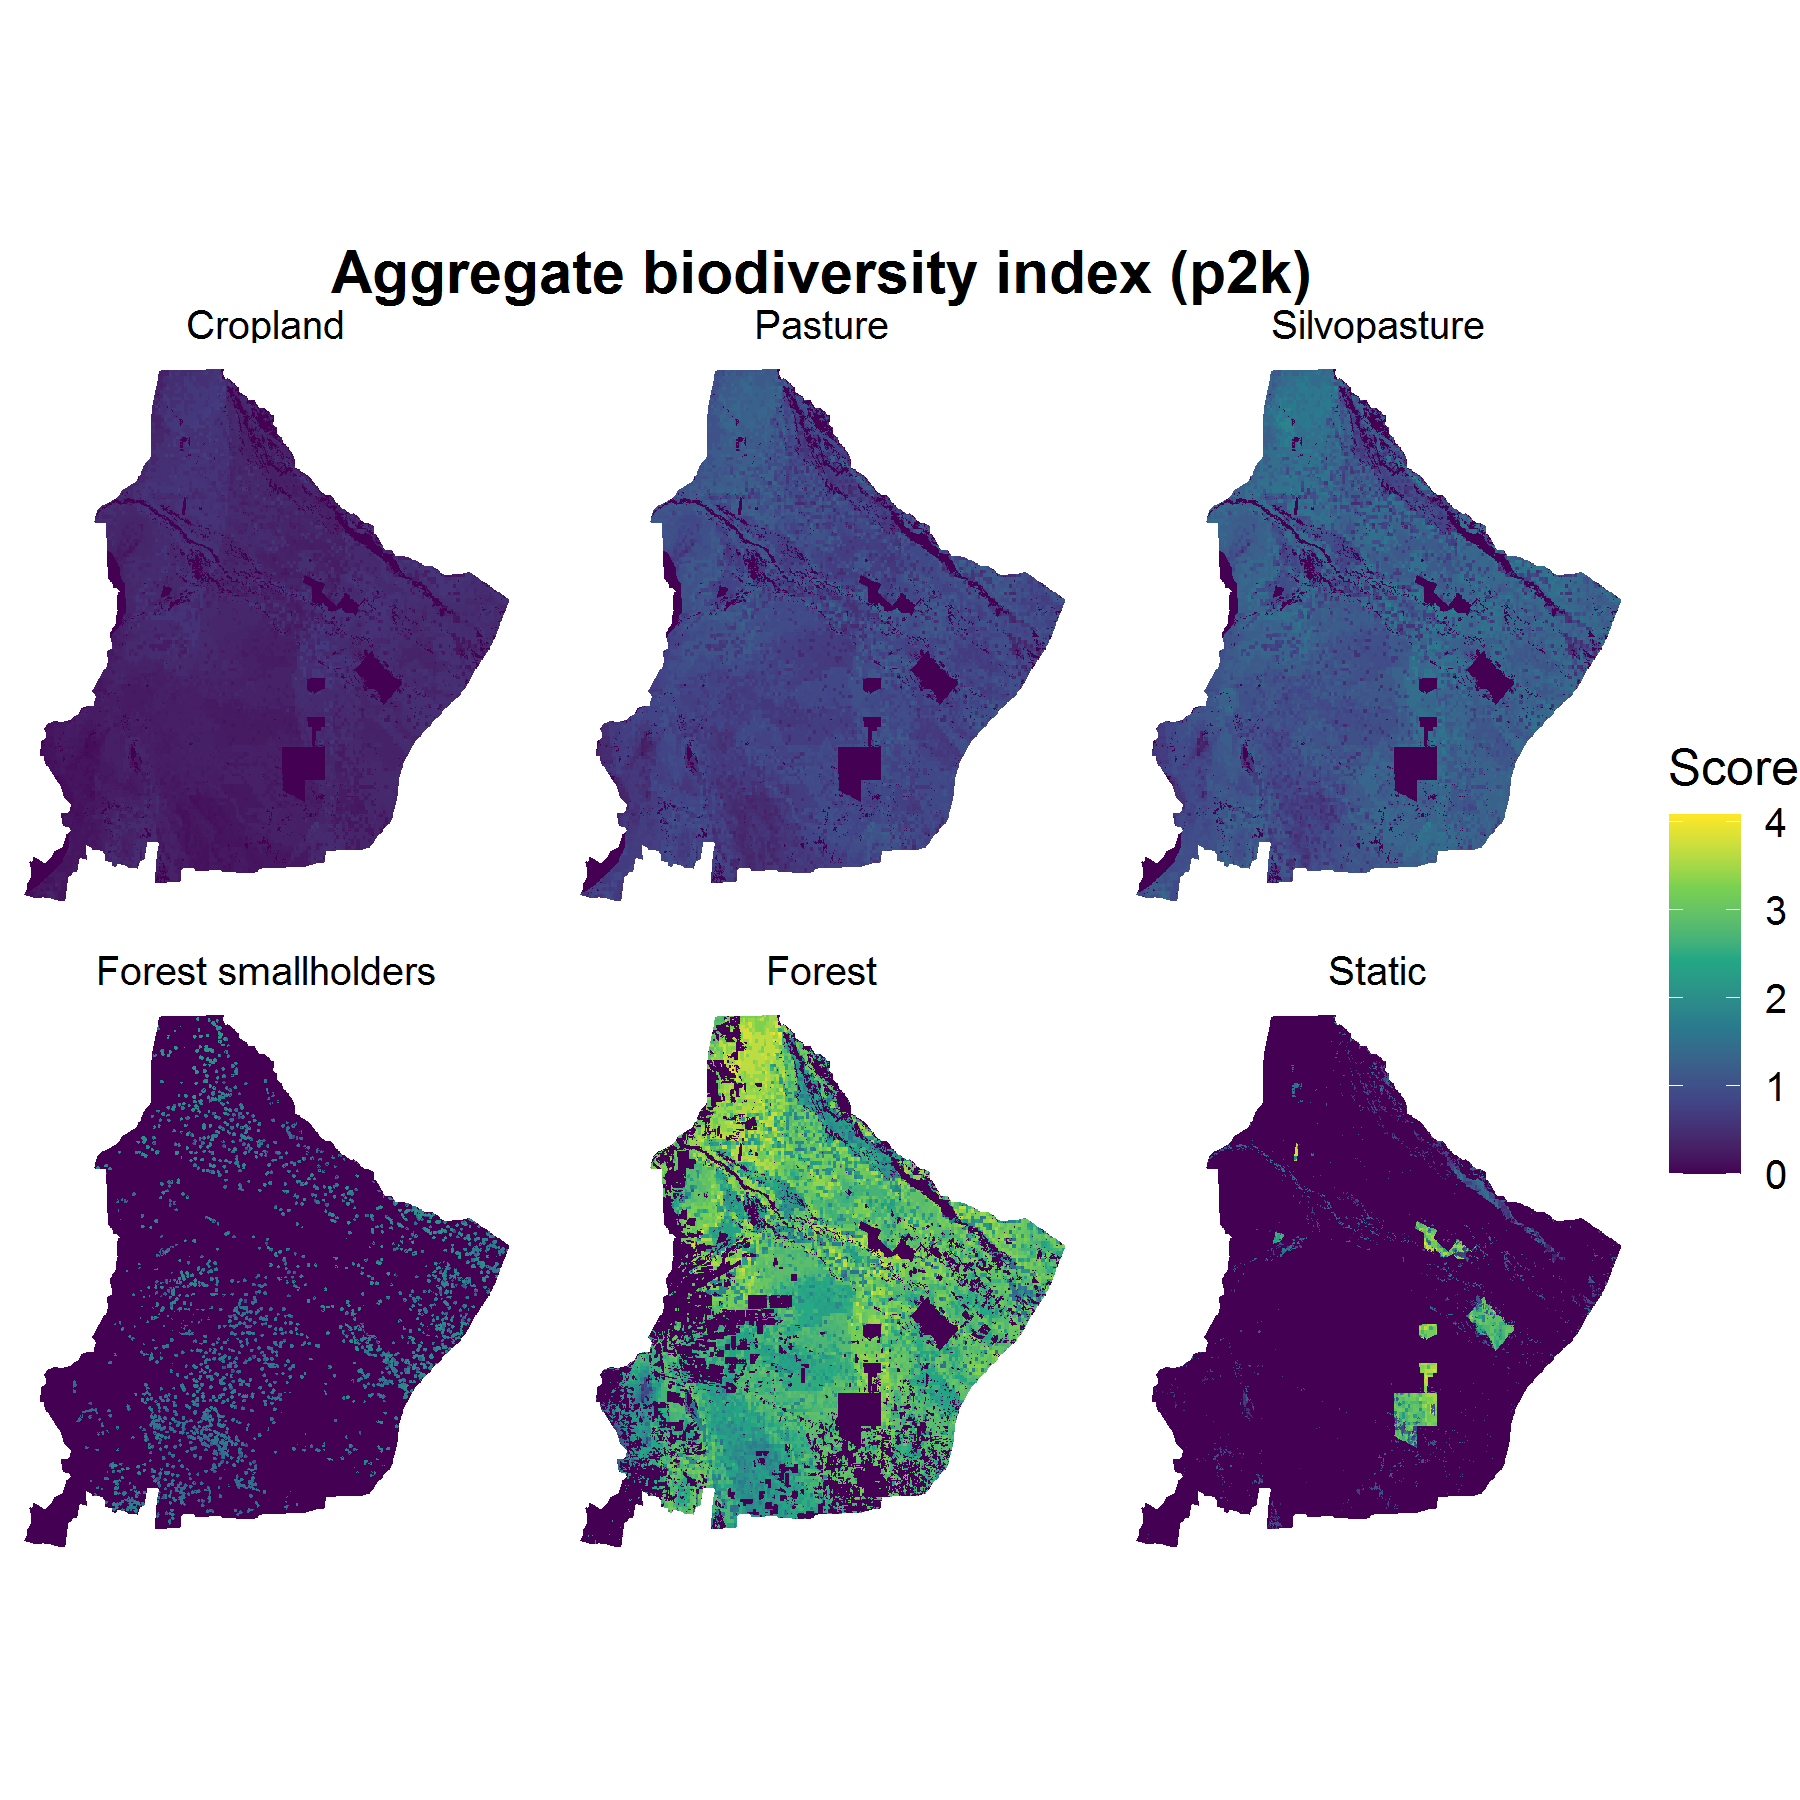 Aggregate biodiversity index (p2k)
Cropland
Pasture
Silvopasture
Forest smallholders
Forest
Static
Score
4
3
2
1
0